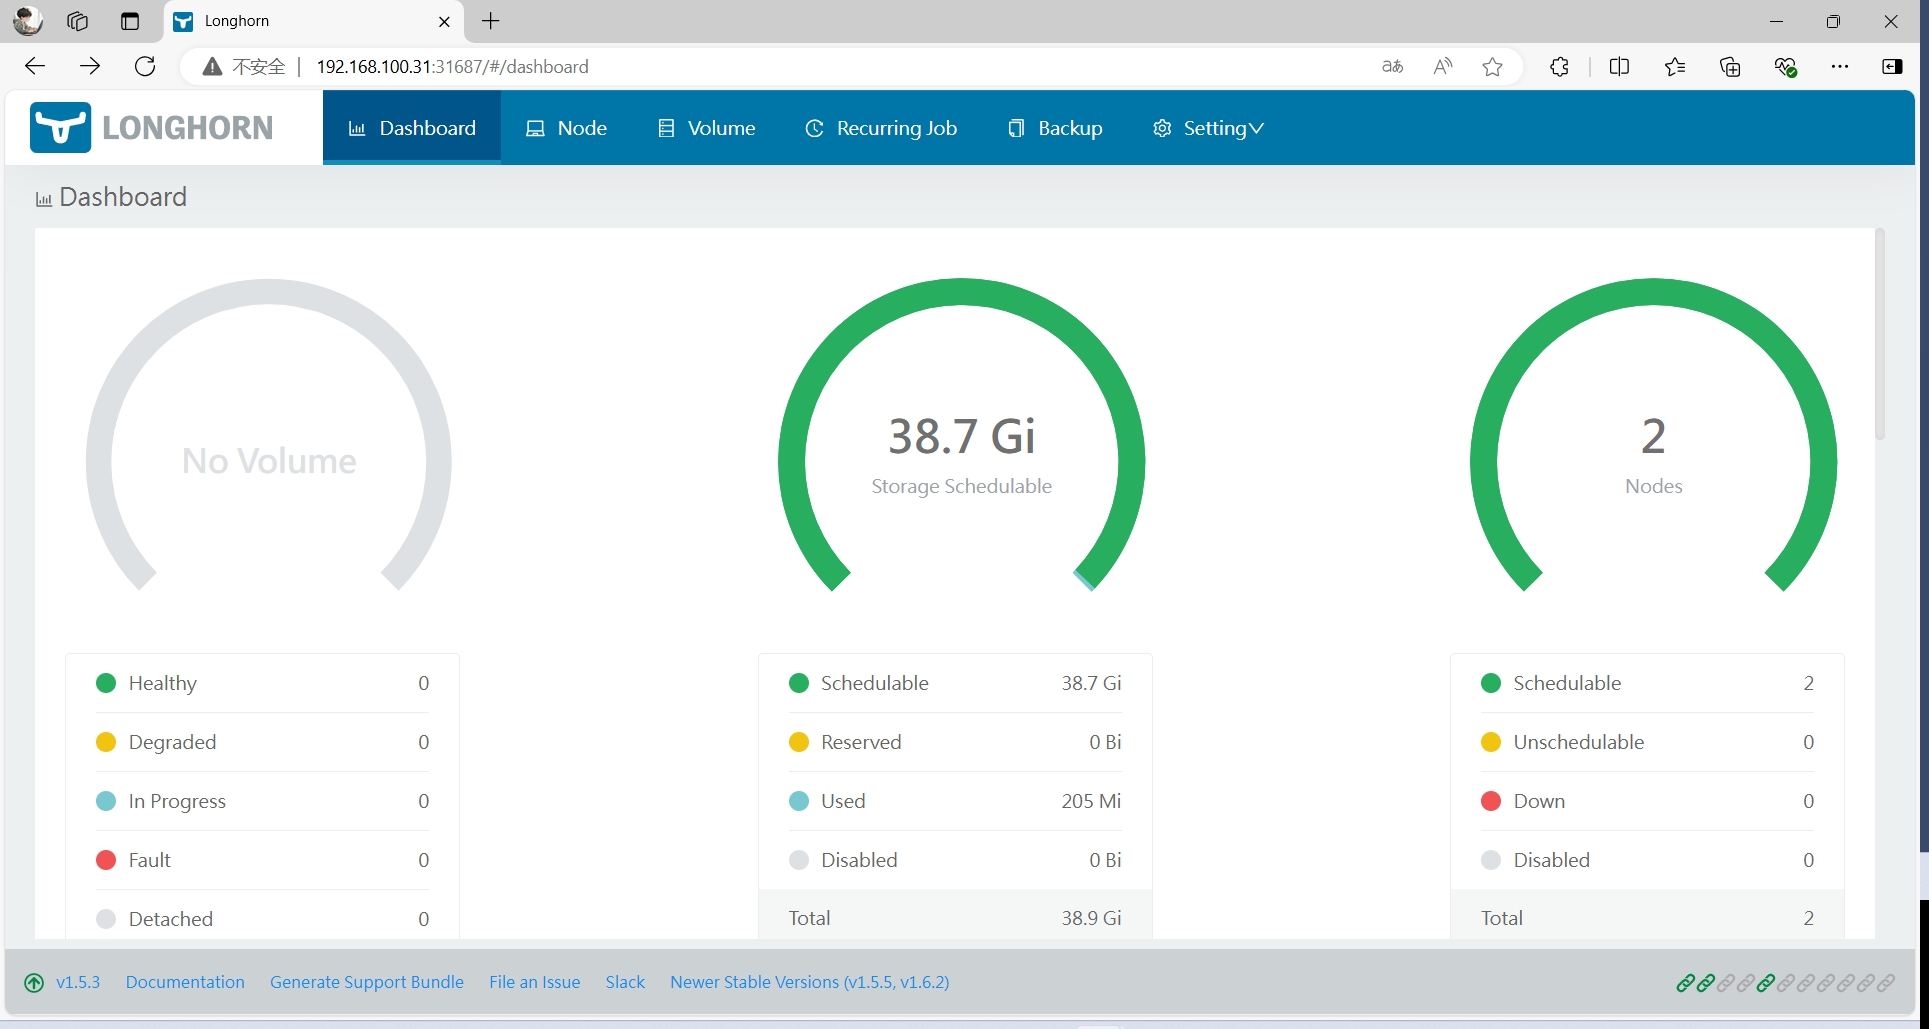 Longhorn
不安全 192.168.100.31:31687/#/dashboard
LONGHORN Dashboard Node Volume Recurring Job Backup Setting
Dashboard
No Volume
38.7 Gi
Storage Schedulable
2
Nodes
Healthy 0
Degraded 0
In Progress 0
Fault 0
Detached 0
Schedulable 38.7 Gi
Reserved 0 Bi
Used 205 Mi
Disabled 0 Bi
Total 38.9 Gi
Schedulable 2
Unschedulable 0
Down 0
Disabled 0
Total 2
v1.5.3 Documentation Generate Support Bundle File an Issue Slack Newer Stable Versions (v1.5.5, v1.6.2)